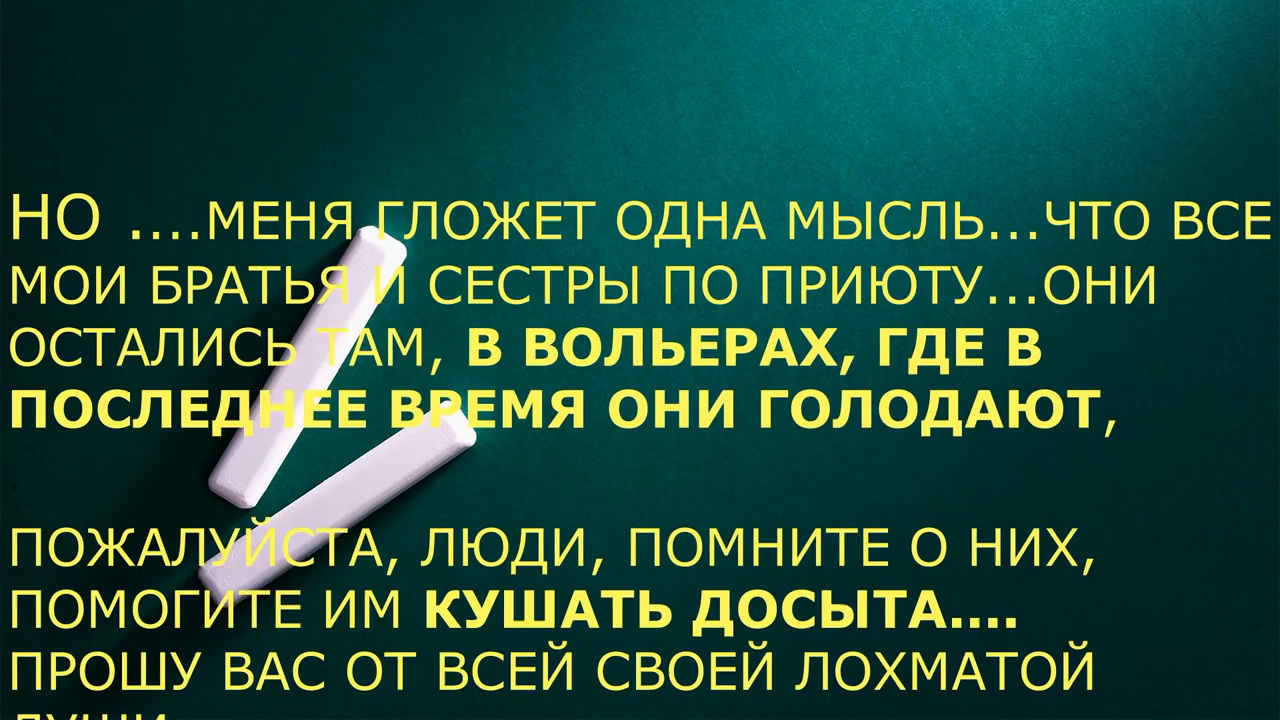 НО ....МЕНЯ ГЛОЖЕТ ОДНА МЫСЛЬ...ЧТО ВСЕ
МОИ БРАТЬЯ И СЕСТРЫ ПО ПРИЮТУ...ОНИ
ОСТАЛИСЬ ТАМ, В ВОЛЬЕРАХ, ГДЕ В
ПОСЛЕДНЕЕ ВРЕМЯ ОНИ ГОЛОДАЮТ,
ПОЖАЛУЙСТА, ЛЮДИ, ПОМНИТЕ О НИХ,
ПОМОГИТЕ ИМ КУШАТЬ ДОСЫТА....
ПРОШУ ВАС ОТ ВСЕЙ СВОЕЙ ЛОХМАТОЙ